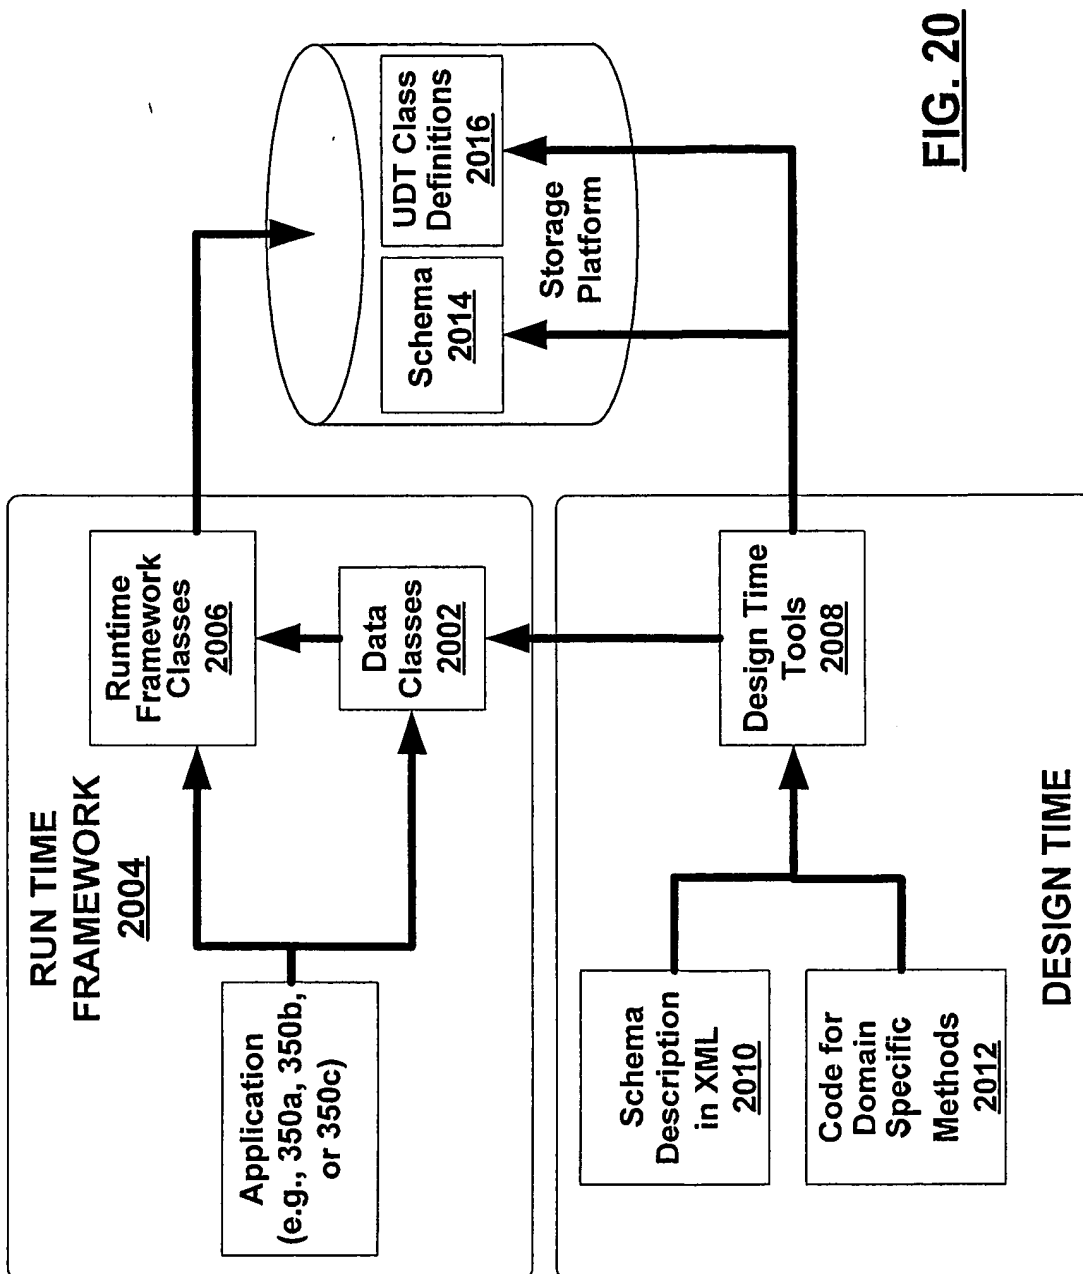 RUN TIME
FRAMEWORK
2004
Application
(e.g., 350a, 350b,
or 350c)
Runtime
Framework
Classes
2006
Data
Classes
2002
Schema
2014
UDT Class
Definitions
2016
Storage
Platform
Schema
Description
in XML
2010
Code for
Domain
Specific
Methods
2012
Design Time
Tools
2008
DESIGN TIME
FIG. 20